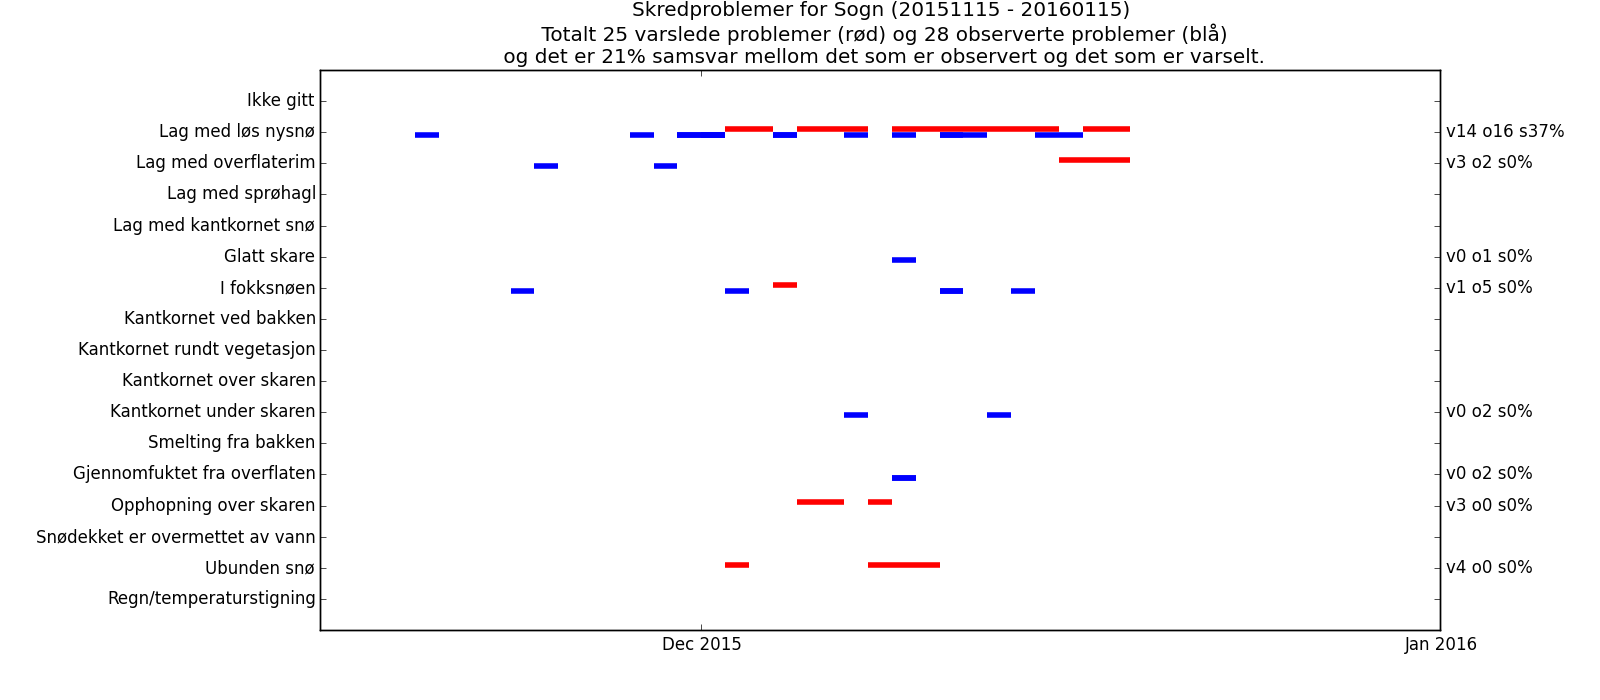 Skredproblemer for Sogn (20151115 - 20160115)
Totalt 25 varslede problemer (rød) og 28 observerte problemer (blå)
og det er 21% samsvar mellom det som er observert og det som er varselt.
Ikke gitt
Lag med løs nysnø v14 o16 s37%
Lag med overflaterim v3 o2 s0%
Lag med sprøhagl
Lag med kantkornet snø
Glatt skare v0 o1 s0%
I fokksnøen v1 o5 s0%
Kantkornet ved bakken
Kantkornet rundt vegetasjon
Kantkornet over skaren
Kantkornet under skaren v0 o2 s0%
Smelting fra bakken
Gjennomfuktet fra overflaten v0 o2 s0%
Opphopning over skaren v3 o0 s0%
Snødekket er overmettet av vann
Ubunden snø v4 o0 s0%
Regn/temperaturstigning
Dec 2015 Jan 2016